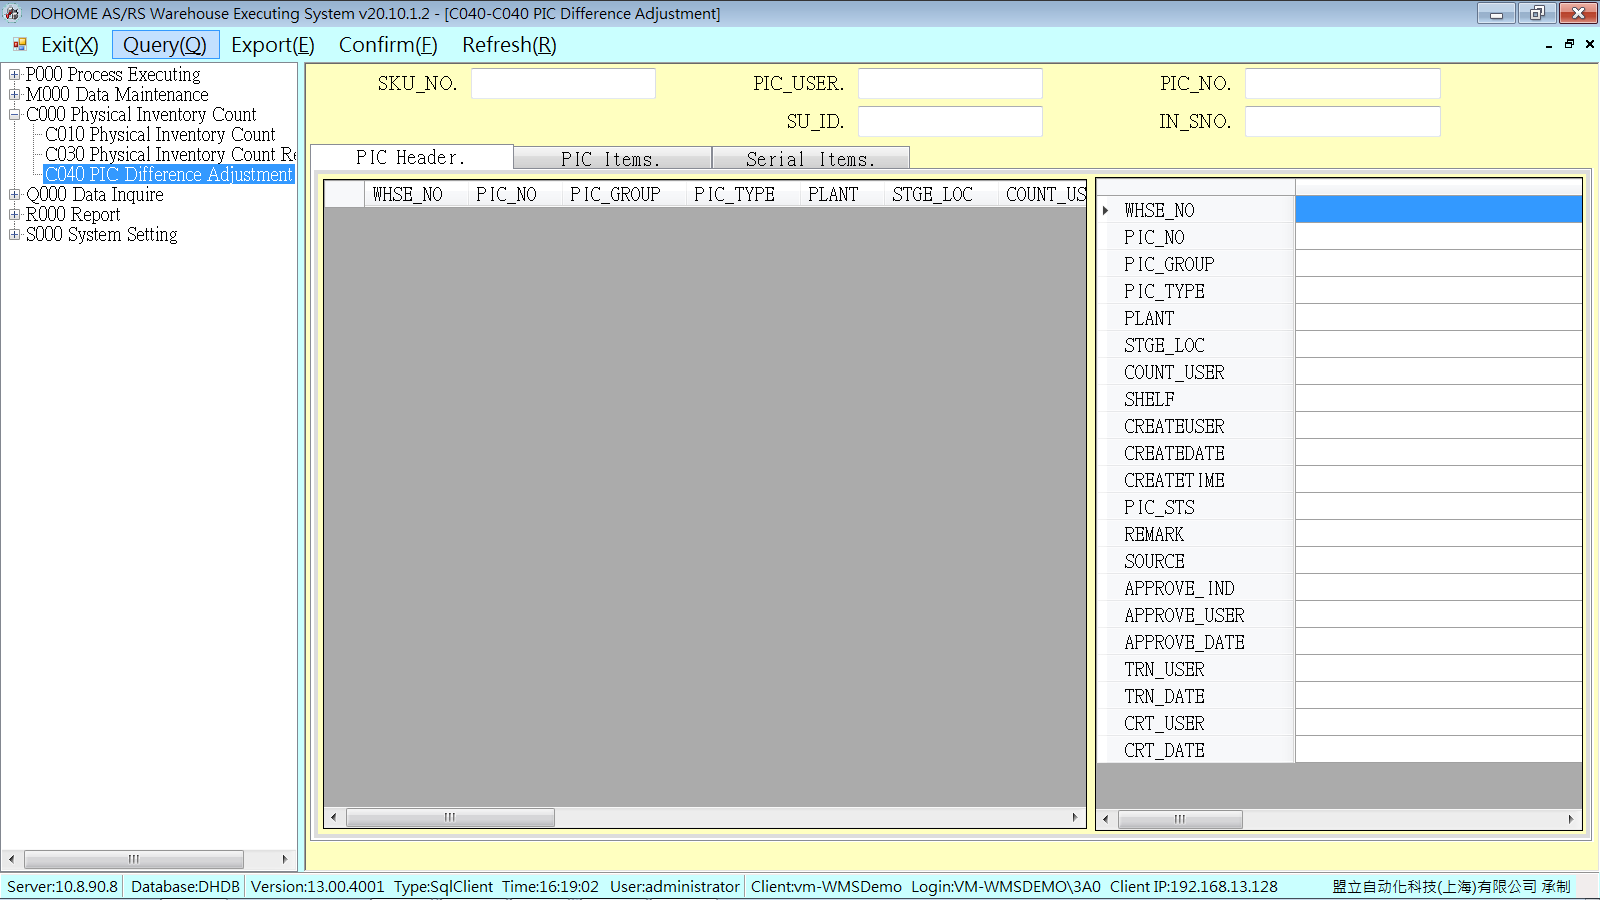 DOHOME AS/RS Warehouse Executing System v20.10.1.2 - [C040-C040 PIC Difference Adjustment]
Exit(X) Query(Q) Export(E) Confirm(F) Refresh(R)
P000 Process Executing
M000 Data Maintenance
C000 Physical Inventory Count
C010 Physical Inventory Count
C030 Physical Inventory Count Re
C040 PIC Difference Adjustment
Q000 Data Inquire
R000 Report
S000 System Setting
SKU_NO. PIC_USER. PIC_NO.
SU_ID. IN_SNO.
PIC Header. PIC Items. Serial Items.
WHSE_NO PIC_NO PIC_GROUP PIC_TYPE PLANT STGE_LOC COUNT_US
WHSE_NO
PIC_NO
PIC_GROUP
PIC_TYPE
PLANT
STGE_LOC
COUNT_USER
SHELF
CREATEUSER
CREATEDATE
CREATETIME
PIC_STS
REMARK
SOURCE
APPROVE_IND
APPROVE_USER
APPROVE_DATE
TRN_USER
TRN_DATE
CRT_USER
CRT_DATE
Server:10.8.90.8 Database:DHDB Version:13.00.4001 Type:SqlClient Time:16:19:02 User:administrator Client:vm-WMSDemo Login:VM-WMSDEMO\3A0 Client IP:192.168.13.128 盟立自动化科技(上海)有限公司 承制